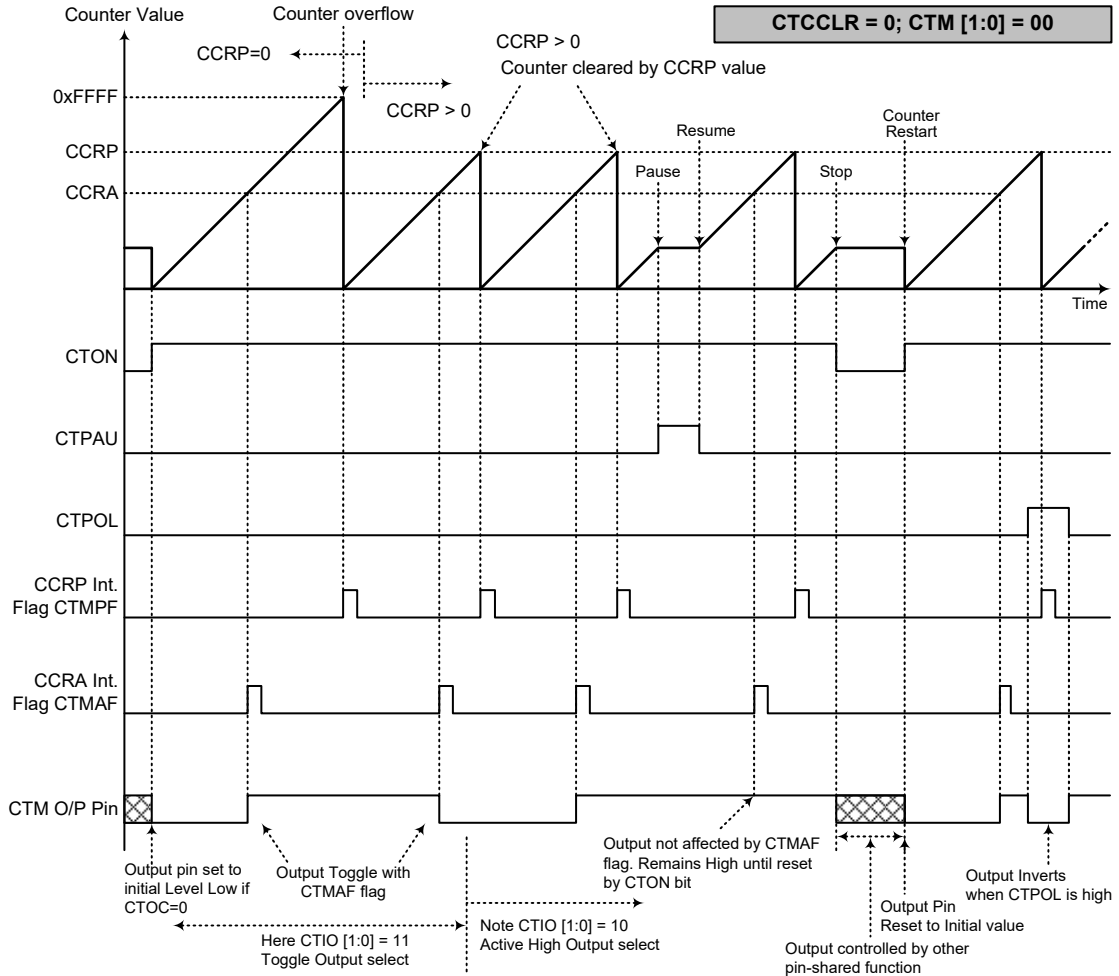 Counter Value
Counter overflow
CTCCLR = 0; CTM [1:0] = 00
CCRP=0
CCRP > 0
CCRP > 0
Counter cleared by CCRP value
0xFFFF
CCRP
CCRA
Pause
Resume
Stop
Counter
Restart
Time
CTON
CTPAU
CTPOL
CCRP Int.
Flag CTMPF
CCRA Int.
Flag CTMAF
CTM O/P Pin
Output pin set to
initial Level Low if
CTOC=0
Output Toggle with
CTMAF flag
Output not affected by CTMAF
flag. Remains High until reset
by CTON bit
Output Inverts
when CTPOL is high
Output Pin
Reset to Initial value
Here CTIO [1:0] = 11
Toggle Output select
Note CTIO [1:0] = 10
Active High Output select
Output controlled by other
pin-shared function